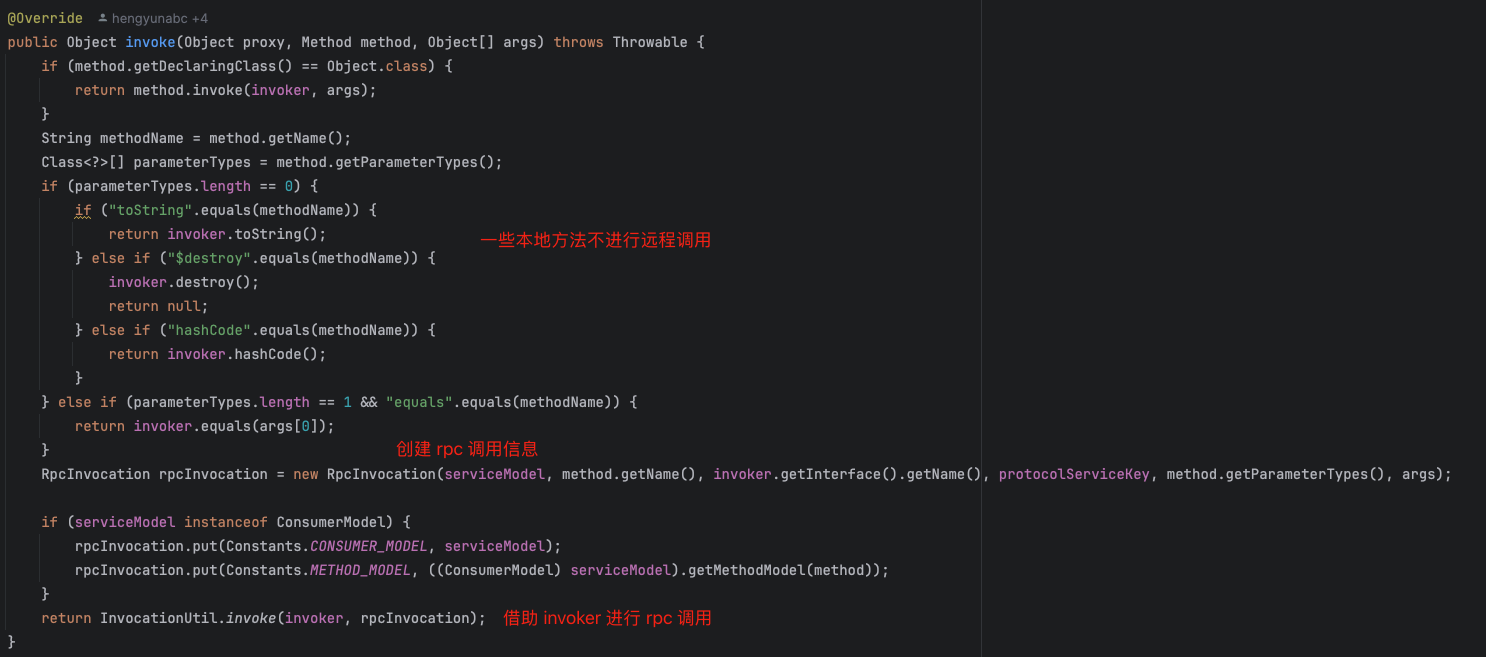 @Override hengyunabc +4
public Object invoke(Object proxy, Method method, Object[] args) throws Throwable {
if (method.getDeclaringClass() == Object.class) {
return method.invoke(invoker, args);
}
String methodName = method.getName();
Class<?>[] parameterTypes = method.getParameterTypes();
if (parameterTypes.length == 0) {
if ("toString".equals(methodName)) {
return invoker.toString();
一些本地方法不进行远程调用
} else if ("$destroy".equals(methodName)) {
invoker.destroy();
return null;
} else if ("hashCode".equals(methodName)) {
return invoker.hashCode();
}
} else if (parameterTypes.length == 1 && "equals".equals(methodName)) {
return invoker.equals(args[0]);
}
创建 rpc 调用信息
RpcInvocation rpcInvocation = new RpcInvocation(serviceModel, method.getName(), invoker.getInterface().getName(), protocolServiceKey, method.getParameterTypes(), args);
if (serviceModel instanceof ConsumerModel) {
rpcInvocation.put(Constants.CONSUMER_MODEL, serviceModel);
rpcInvocation.put(Constants.METHOD_MODEL, ((ConsumerModel) serviceModel).getMethodModel(method));
}
return InvocationUtil.invoke(invoker, rpcInvocation); 借助 invoker 进行 rpc 调用
}